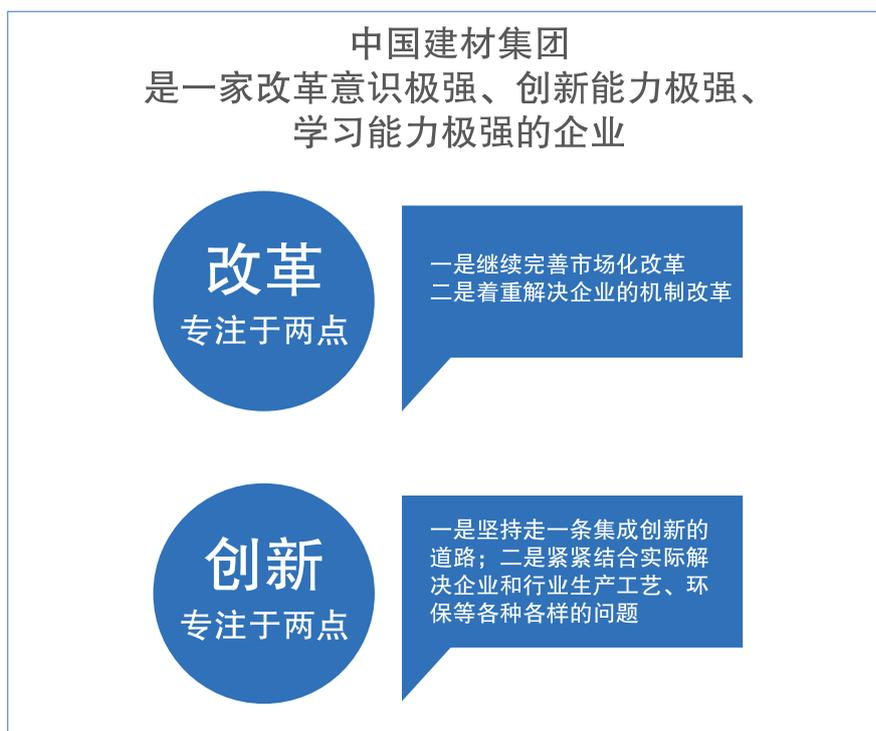 中国建材集团
是一家改革意识极强、创新能力极强、
学习能力极强的企业
改革
专注于两点
一是继续完善市场化改革
二是着重解决企业的机制改革
创新
专注于两点
一是坚持走一条集成创新的
道路；二是紧紧结合实际解
决企业和行业生产工艺、环
保等各种各样的问题